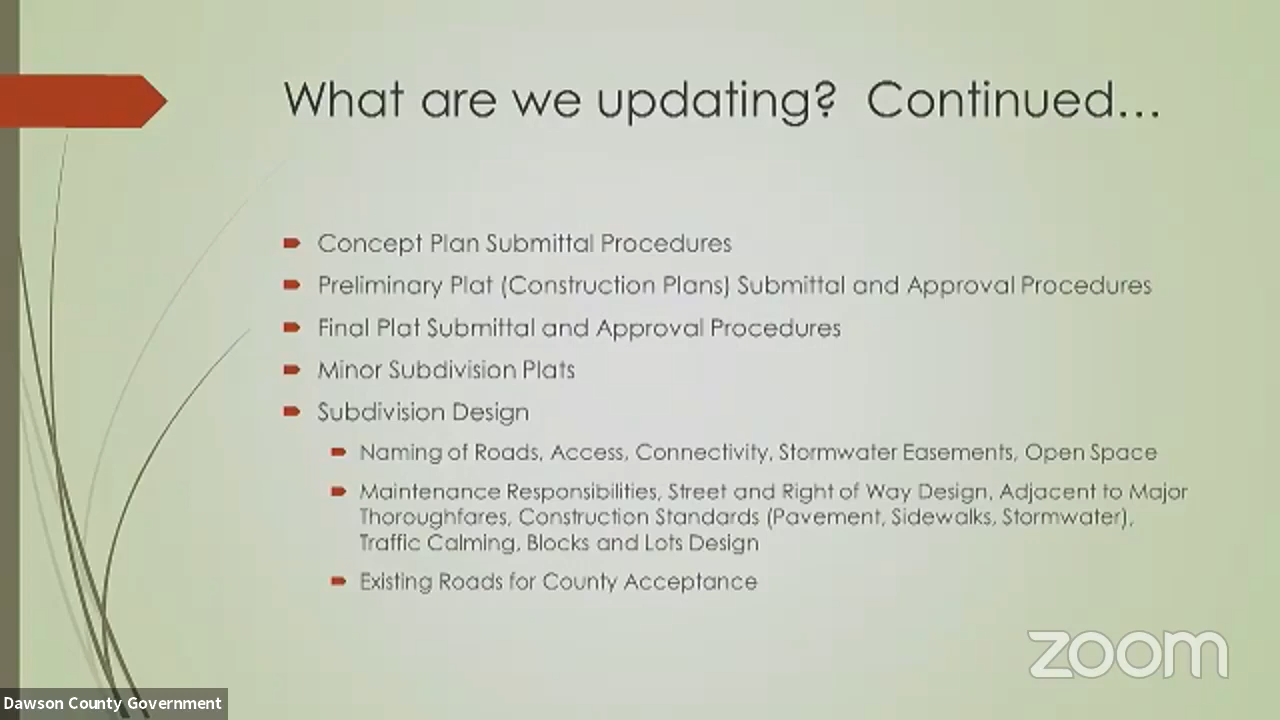 What are we updating?  Continued...
Concept Plan Submittal Procedures
Preliminary Plat (Construction Plans) Submittal and Approval Procedures
Final Plat Submittal and Approval Procedures
Minor Subdivision Plats
Subdivision Design
Naming of Roads, Access, Connectivity, Stormwater Easements, Open Space
Maintenance Responsibilities, Street and Right of Way Design, Adjacent to Major
Thoroughfares, Construction Standards (Pavement, Sidewalks, Stormwater),
Traffic Calming, Blocks and Lots Design
Existing Roads for County Acceptance
zoom
Dawson County Government